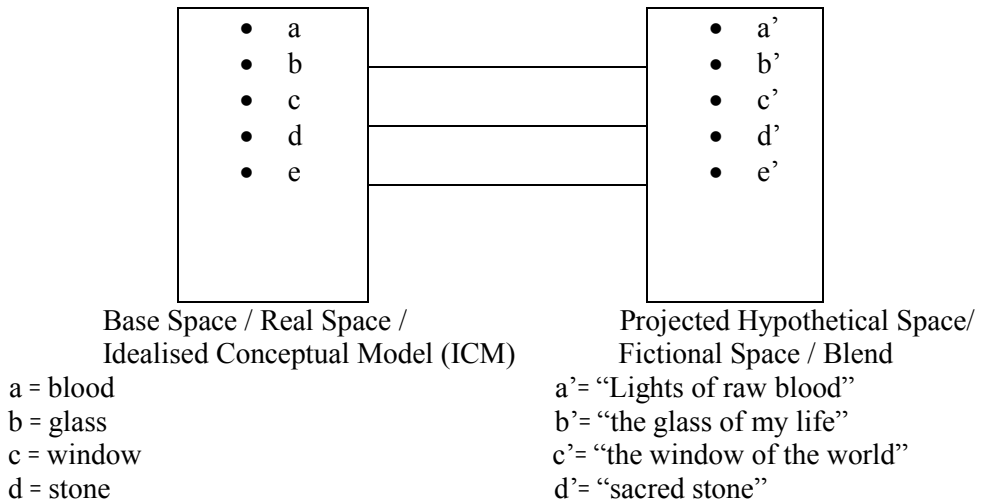 • a • a’
• b • b’
• c • c’
• d • d’
• e • e’
Base Space / Real Space / Projected Hypothetical Space/
Idealised Conceptual Model (ICM) Fictional Space / Blend
a = blood a’= “Lights of raw blood”
b = glass b’= “the glass of my life”
c = window c’= “the window of the world”
d = stone d’= “sacred stone”